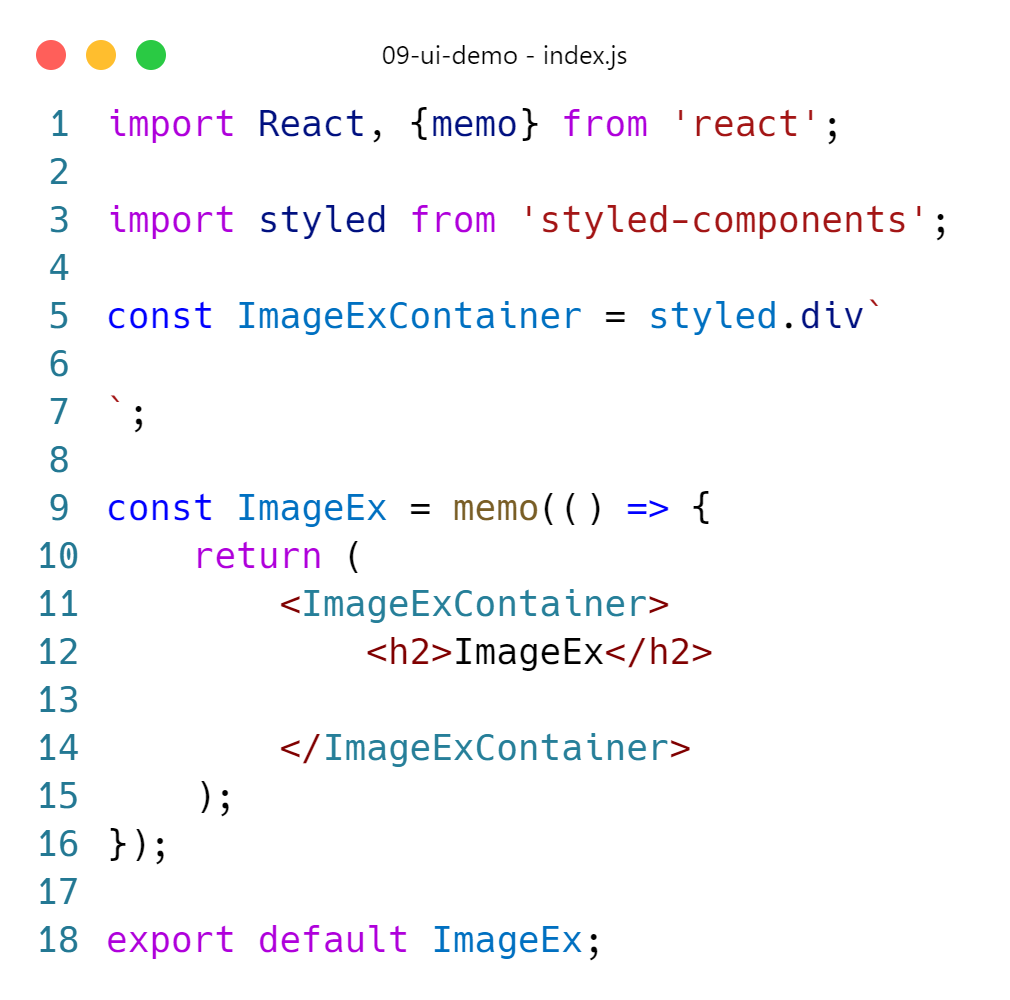 09-ui-demo - index.js
1 import React, {memo} from 'react';
2
3 import styled from 'styled-components';
4
5 const ImageExContainer = styled.div`
6
7 `;
8
9 const ImageEx = memo(() => {
10     return (
11         <ImageExContainer>
12             <h2>ImageEx</h2>
13
14         </ImageExContainer>
15     );
16 });
17
18 export default ImageEx;